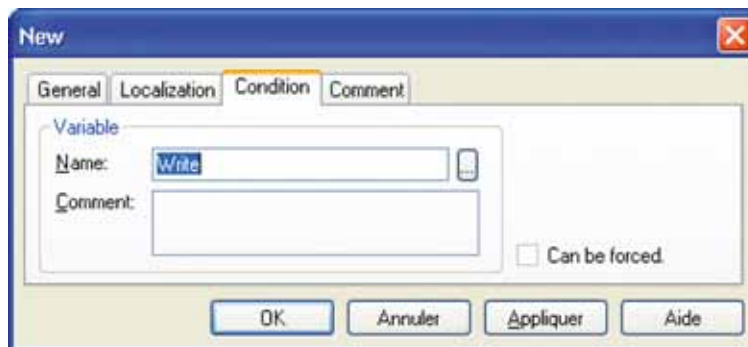 New
General Localization Condition Comment
Variable
Name: Write ...
Comment:
Can be forced.
OK Annuler Appliquer Aide